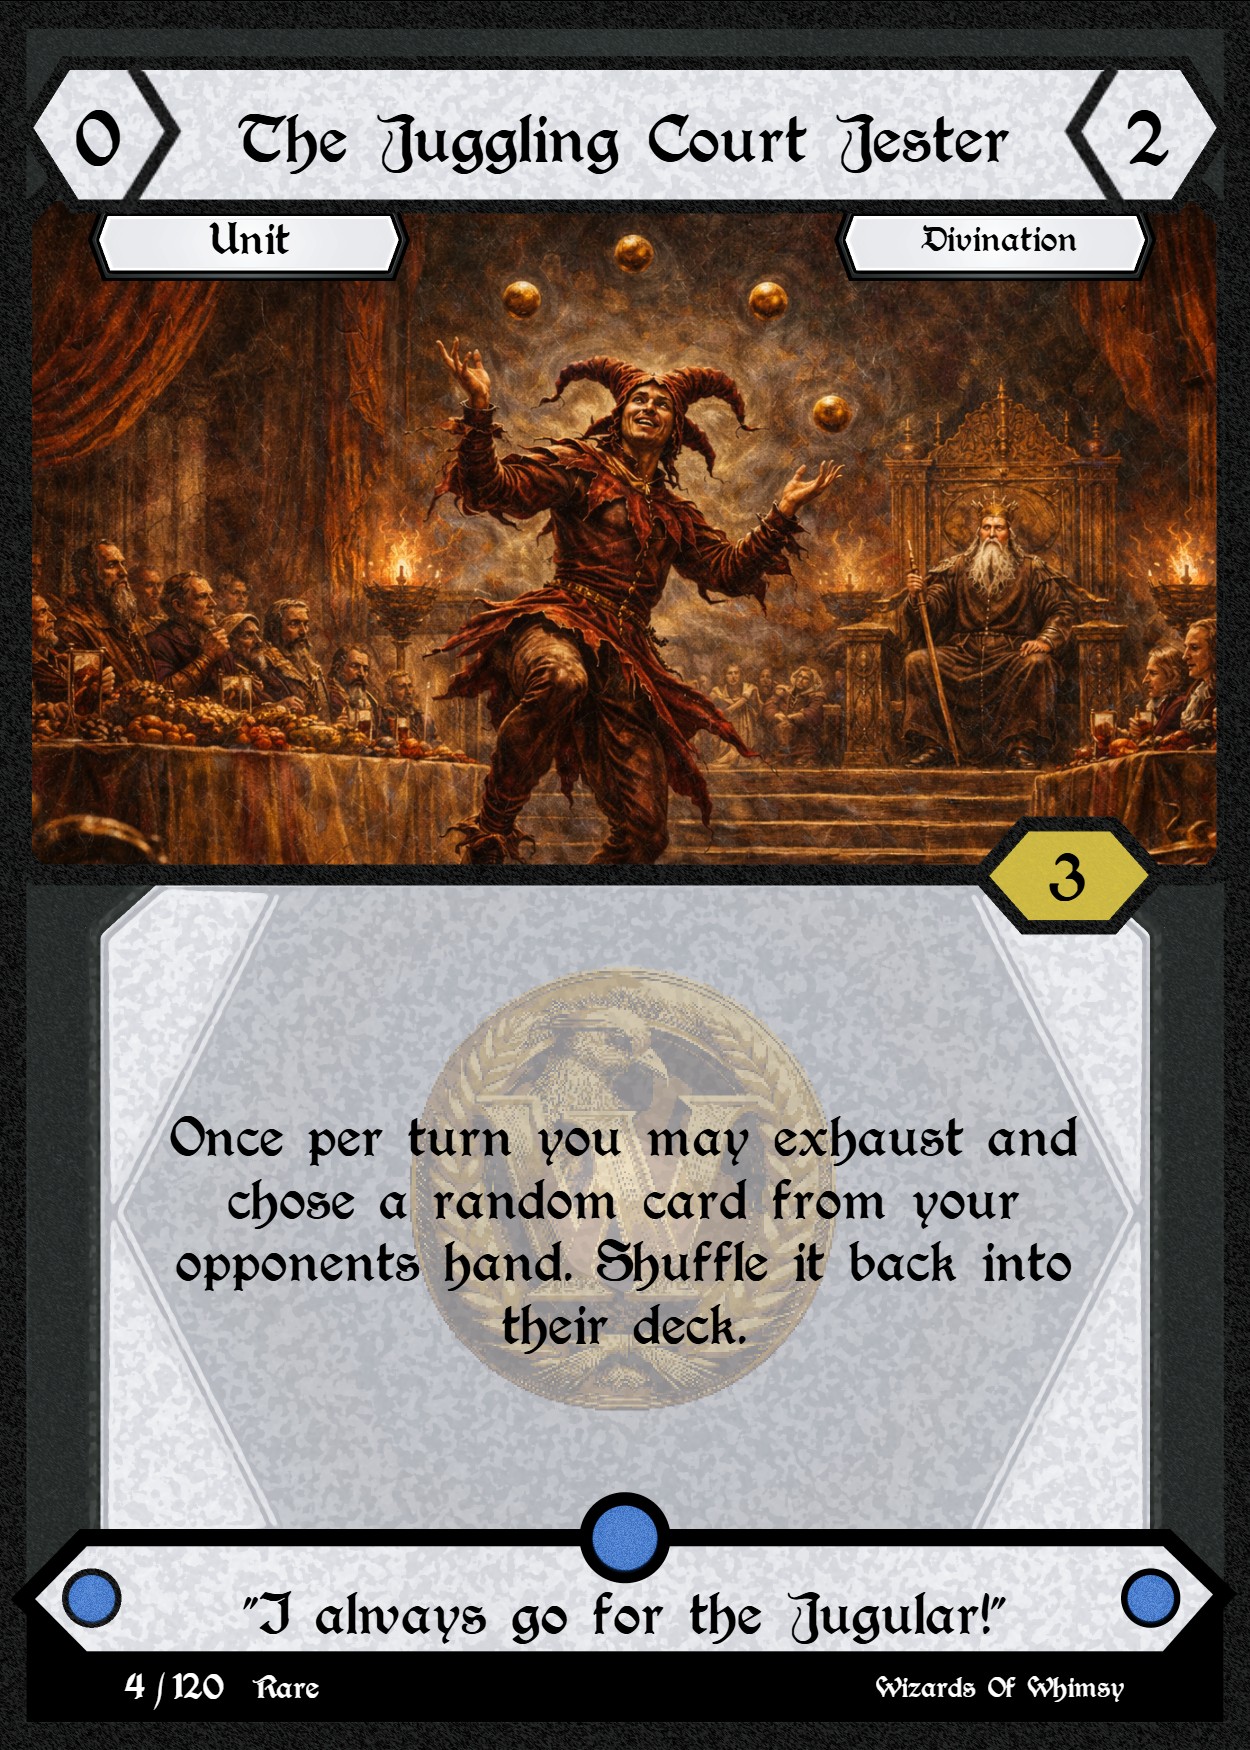 0 The Juggling Court Jester 2
Unit Divination
3
W
Once per turn you may exhaust and
chose a random card from your
opponents hand. Shuffle it back into
their deck.
"I always go for the Jugular!"
4 / 120 Rare Wizards Of Whimsy